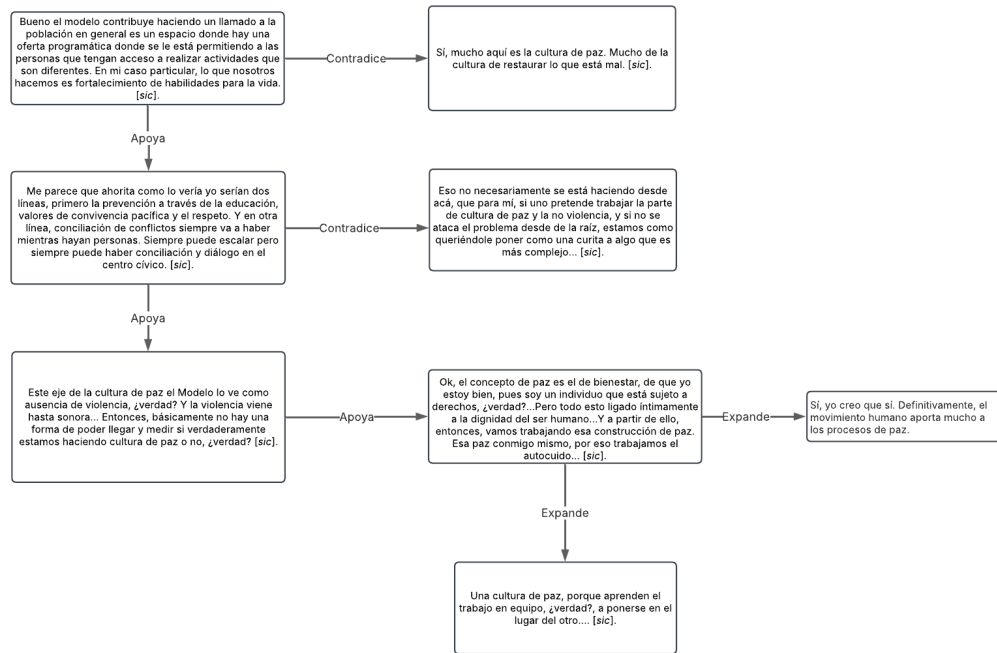 Bueno el modelo contribuye haciendo un llamado a la
población en general es un espacio donde hay una
oferta programática donde se le está permitiendo a las
personas que tengan acceso a realizar actividades que
son diferentes. En mi caso particular, lo que nosotros
hacemos es fortalecimiento de habilidades para la vida.
[sic].
Contradice
Sí, mucho aquí es la cultura de paz. Mucho de la
cultura de restaurar lo que está mal. [sic].
Apoya
Me parece que ahorita como lo vería yo serían dos
líneas, primero la prevención a través de la educación,
valores de convivencia pacífica y el respeto. Y en otra
línea, conciliación de conflictos siempre va a haber
mientras hayan personas. Siempre puede escalar pero
siempre puede haber conciliación y diálogo en el
centro cívico. [sic].
Contradice
Eso no necesariamente se está haciendo desde
acá, que para mí, si uno pretende trabajar la parte
de cultura de paz y la no violencia, y si no se
ataca el problema desde de la raíz, estamos como
queriéndole poner como una curita a algo que es
más complejo... [sic].
Apoya
Este eje de la cultura de paz el Modelo lo ve como
ausencia de violencia, ¿verdad? Y la violencia viene
hasta sonora... Entonces, básicamente no hay una
forma de poder llegar y medir si verdaderamente
estamos haciendo cultura de paz o no, ¿verdad? [sic].
Apoya
Ok, el concepto de paz es el de bienestar, de que yo
estoy bien, pues soy un individuo que está sujeto a
derechos, ¿verdad?...Pero todo esto ligado íntimamente
a la dignidad del ser humano...Y a partir de ello,
entonces, vamos trabajando esa construcción de paz.
Esa paz conmigo mismo, por eso trabajamos el
autocuido... [sic].
Expande
Sí, yo creo que sí. Definitivamente, el
movimiento humano aporta mucho a
los procesos de paz.
Expande
Una cultura de paz, porque aprenden el
trabajo en equipo, ¿verdad?, a ponerse en el
lugar del otro.... [sic].